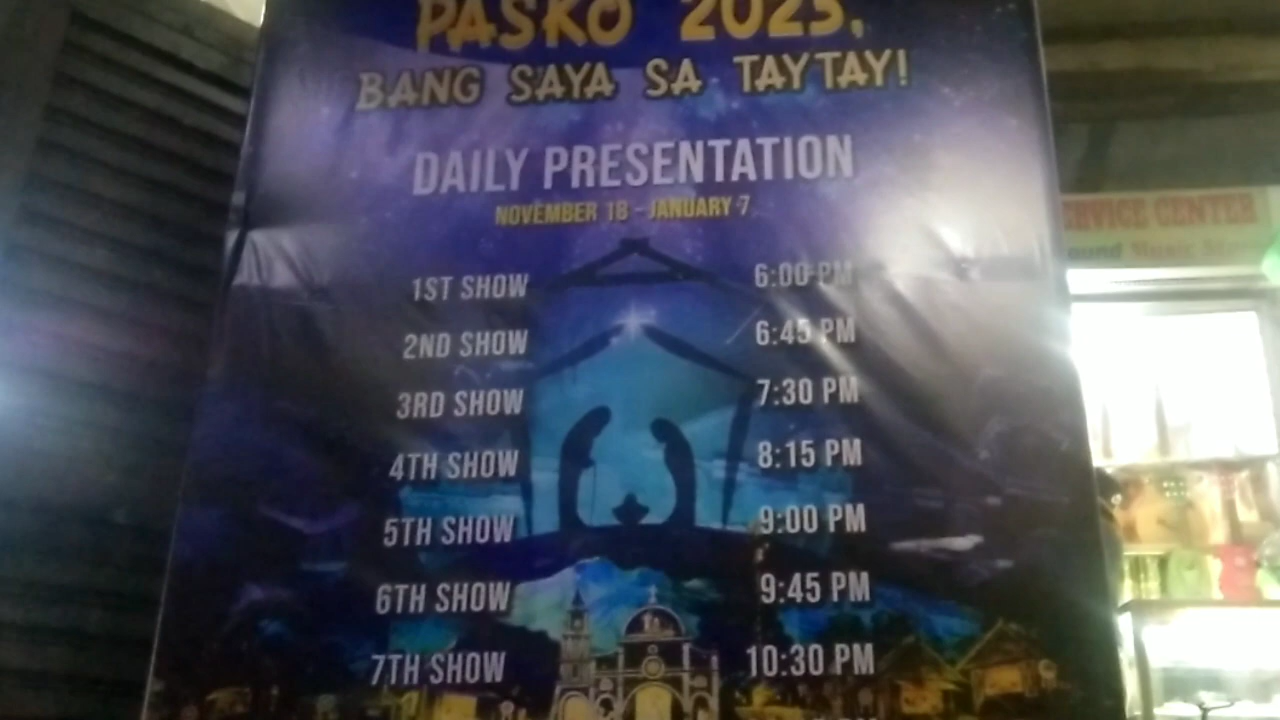 PASKO 2023,
BANG SAYA SA TAYTAY!
DAILY PRESENTATION
NOVEMBER 18 - JANUARY 7
1ST SHOW 6:00 PM
2ND SHOW 6:45 PM
3RD SHOW 7:30 PM
4TH SHOW 8:15 PM
5TH SHOW 9:00 PM
6TH SHOW 9:45 PM
7TH SHOW 10:30 PM
SERVICE CENTER
Music